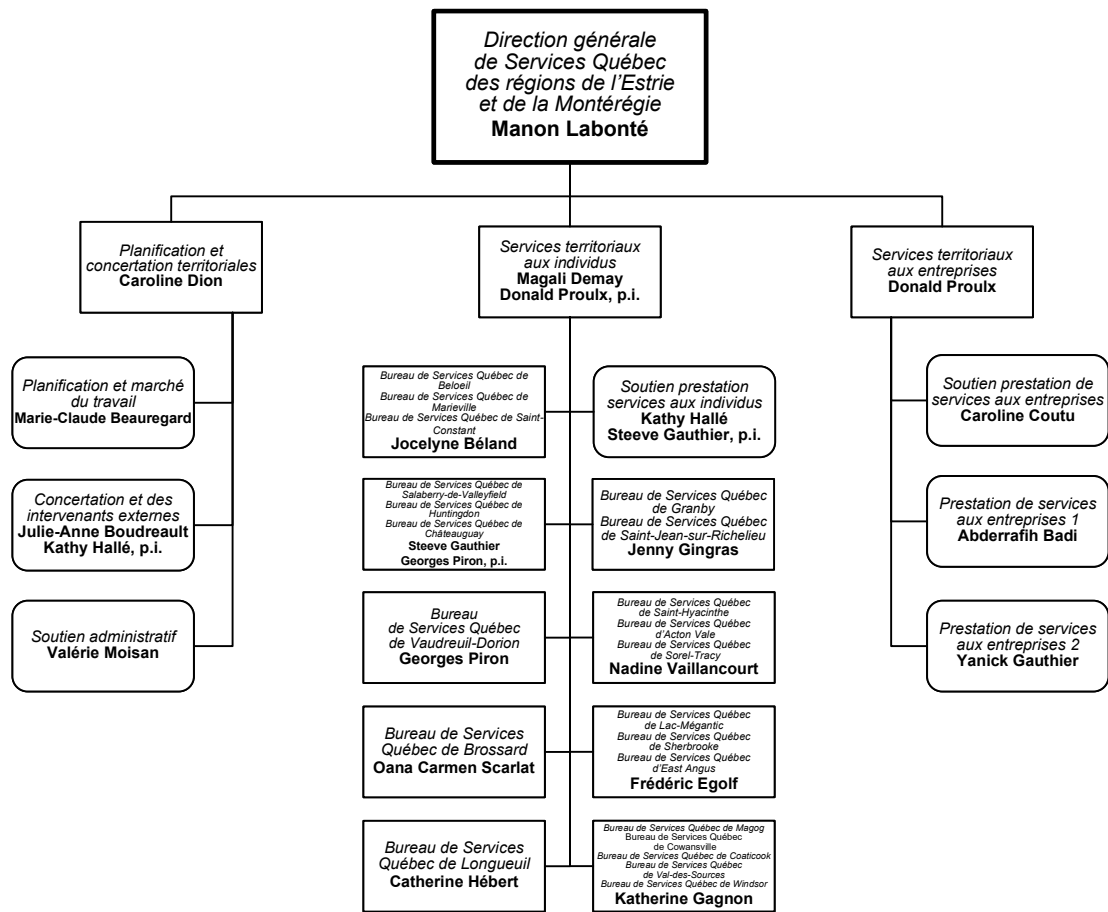 Direction générale
de Services Québec
des régions de l'Estrie
et de la Montérégie
Manon Labonté
Planification et
concertation territoriales
Caroline Dion
Services territoriaux
aux individus
Magali Demay
Donald Proulx, p.i.
Services territoriaux
aux entreprises
Donald Proulx
Planification et marché
du travail
Marie-Claude Beauregard
Concertation et des
intervenants externes
Julie-Anne Boudreault
Kathy Hallé, p.i.
Soutien administratif
Valérie Moisan
Bureau de Services Québec de
Beloeil
Bureau de Services Québec de
Marieville
Bureau de Services Québec de Saint-
Constant
Jocelyne Béland
Soutien prestation
services aux individus
Kathy Hallé
Steeve Gauthier, p.i.
Bureau de Services Québec de
Salaberry-de-Valleyfield
Bureau de Services Québec de
Huntingdon
Bureau de Services Québec de
Châteauguay
Steeve Gauthier
Georges Piron, p.i.
Bureau de Services Québec
de Granby
Bureau de Services Québec
de Saint-Jean-sur-Richelieu
Jenny Gingras
Bureau
de Services Québec
de Vaudreuil-Dorion
Georges Piron
Bureau de Services Québec
de Saint-Hyacinthe
Bureau de Services Québec
d'Acton Vale
Bureau de Services Québec
de Sorel-Tracy
Nadine Vaillancourt
Bureau de Services
Québec de Brossard
Oana Carmen Scarlat
Bureau de Services Québec
de Lac-Mégantic
Bureau de Services Québec
de Sherbrooke
Bureau de Services Québec
d'East Angus
Frédéric Egolf
Bureau de Services
Québec de Longueuil
Catherine Hébert
Bureau de Services Québec de Magog
Bureau de Services Québec
de Cowansville
Bureau de Services Québec de Coaticook
Bureau de Services Québec
de Val-des-Sources
Bureau de Services Québec de Windsor
Katherine Gagnon
Soutien prestation de
services aux entreprises
Caroline Coutu
Prestation de services
aux entreprises 1
Abderrafih Badi
Prestation de services
aux entreprises 2
Yanick Gauthier